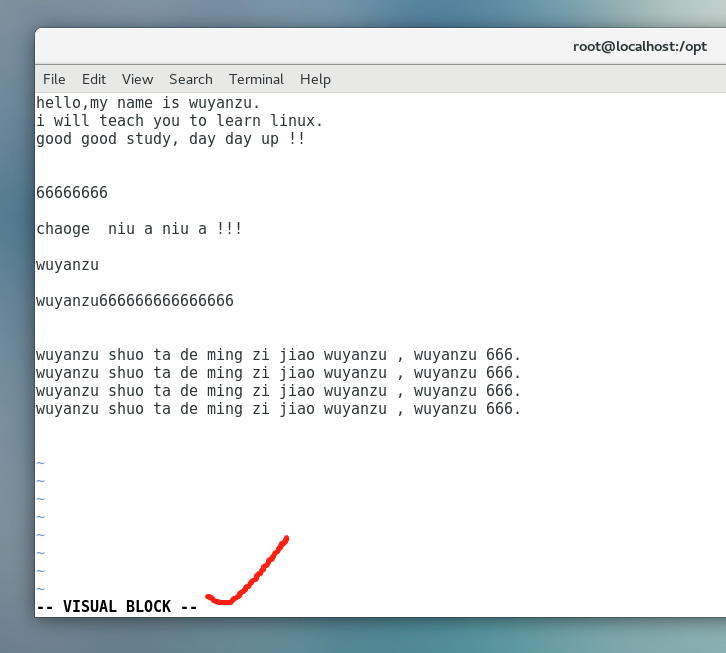 root@localhost:/opt
File Edit View Search Terminal Help
hello,my name is wuyanzu.
i will teach you to learn linux.
good good study, day day up !!
66666666
chaoge  niu a niu a !!!
wuyanzu
wuyanzu666666666666666
wuyanzu shuo ta de ming zi jiao wuyanzu , wuyanzu 666.
wuyanzu shuo ta de ming zi jiao wuyanzu , wuyanzu 666.
wuyanzu shuo ta de ming zi jiao wuyanzu , wuyanzu 666.
wuyanzu shuo ta de ming zi jiao wuyanzu , wuyanzu 666.
~
~
~
~
~
~
~
~
-- VISUAL BLOCK --